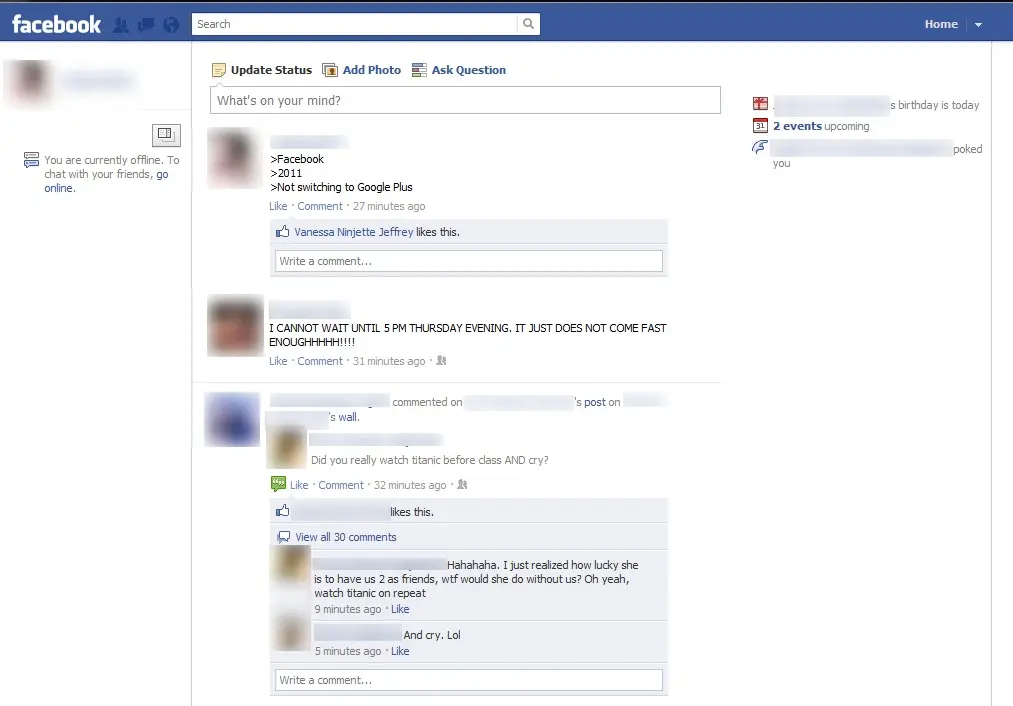 facebook
Search
Home
Update Status Add Photo Ask Question
What's on your mind?
s birthday is today
31 2 events upcoming
poked
you
You are currently offline. To
chat with your friends, go
online.
>Facebook
>2011
>Not switching to Google Plus
Like · Comment · 27 minutes ago
Vanessa Ninjette Jeffrey likes this.
Write a comment...
I CANNOT WAIT UNTIL 5 PM THURSDAY EVENING. IT JUST DOES NOT COME FAST
ENOUGHHHHH!!!!
Like · Comment · 31 minutes ago ·
commented on 's post on
's wall.
Did you really watch titanic before class AND cry?
Like · Comment · 32 minutes ago ·
likes this.
View all 30 comments
Hahahaha. I just realized how lucky she
is to have us 2 as friends, wtf would she do without us? Oh yeah,
watch titanic on repeat
9 minutes ago · Like
And cry. Lol
5 minutes ago · Like
Write a comment...